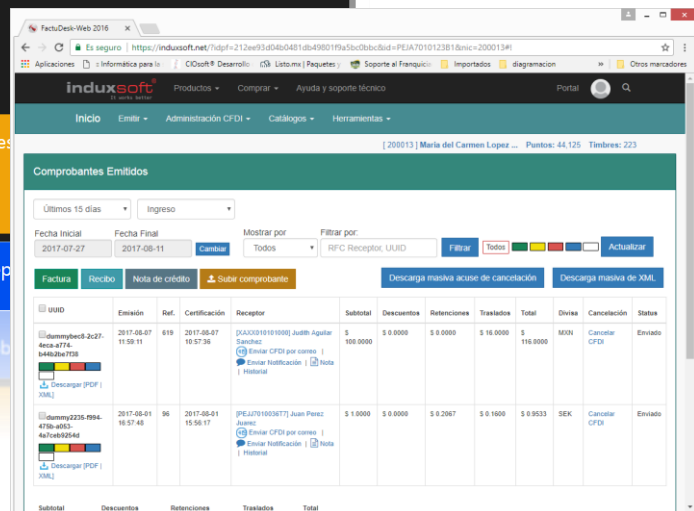 FactuDesk-Web 2016
Es seguro | https://induxsoft.net/?idpf=212ee93d04b0481db49801f9a5bc0bbc&id=PEJA701012381&nic=200013#!
Aplicaciones
CIOsoft® Desarrollo
Listo.mx | Paquetes y
Soporte al Franquicia
Importados
diagramacion
»
Otros marcadores
induxsoft®
It works better
Productos
Comprar
Ayuda y soporte técnico
Portal
Inicio
Emitir
Administración CFDI
Catálogos
Herramientas
[ 200013 ] Maria del Carmen Lopez ... Puntos: 44,125 Timbres: 223
Comprobantes Emitidos
Últimos 15 días
Ingreso
Fecha Inicial
Fecha Final
Mostrar por
Filtrar por:
2017-07-27
2017-08-11
Cambiar
Todos
RFC Receptor, UUID
Filtrar
Todos
Actualizar
Factura
Recibo
Nota de crédito
Subir comprobante
Descarga masiva acuse de cancelación
Descarga masiva de XML
UUID Emisión Ref. Certificación Receptor Subtotal Descuentos Retenciones Traslados Total Divisa Cancelación Status
dummybec8-2c27-
4eca-a774-
b44b2be7f38
Descargar [PDF |
XML]
2017-08-07
11:59:11
619
2017-08-07
10:57:36
[XAXX010101000] Judith Aguilar
Sanchez
Enviar CFDI por correo |
Enviar Notificación | Nota
| Historial
$
100.0000
$ 0.0000
$ 0.0000
$ 16.0000
$
116.0000
MXN
Cancelar
CFDI
Enviado
dummy2235-f994-
475b-a053-
4a7ceb9254d
Descargar [PDF |
XML]
2017-08-01
16:57:48
96
2017-08-01
15:56:17
[PEJJ7010036T7] Juan Perez
Juarez
Enviar CFDI por correo |
Enviar Notificación | Nota
| Historial
$ 1.0000
$ 0.0000
$ 0.2067
$ 0.1600
$ 0.9533
SEK
Cancelar
CFDI
Enviado
Subtotal Descuentos Retenciones Traslados Total